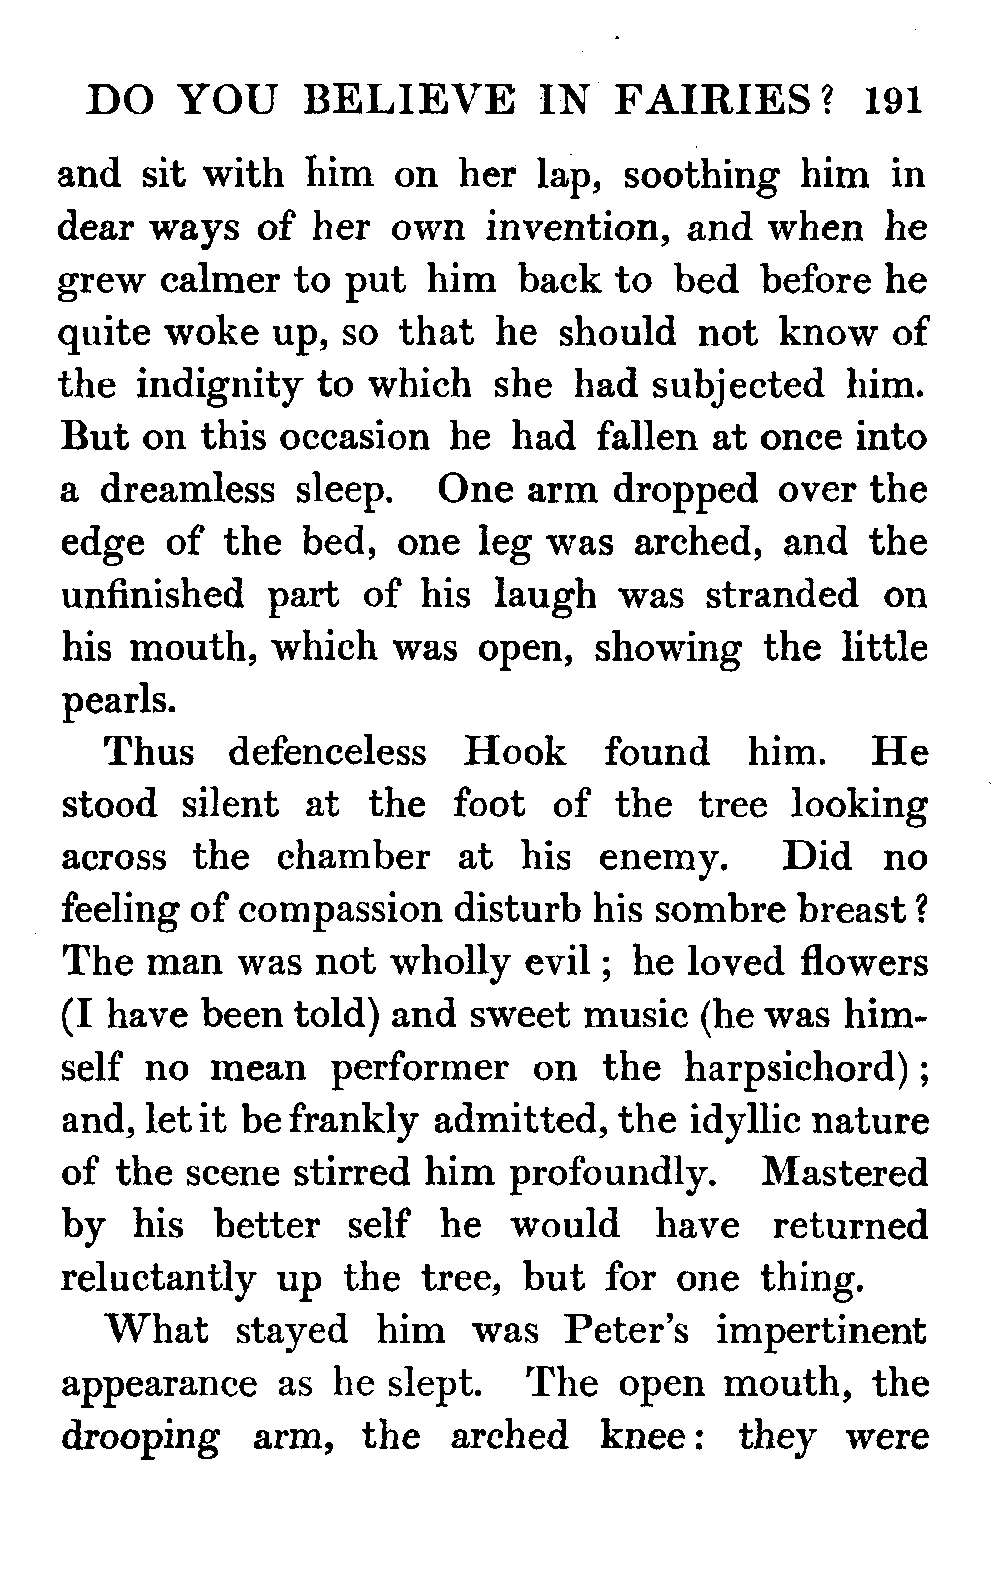 DO YOU BELIEVE IN FAIRIES? 191
and sit with him on her lap, soothing him in
dear ways of her own invention, and when he
grew calmer to put him back to bed before he
quite woke up, so that he should not know of
the indignity to which she had subjected him.
But on this occasion he had fallen at once into
a dreamless sleep. One arm dropped over the
edge of the bed, one leg was arched, and the
unfinished part of his laugh was stranded on
his mouth, which was open, showing the little
pearls.
Thus defenceless Hook found him. He
stood silent at the foot of the tree looking
across the chamber at his enemy. Did no
feeling of compassion disturb his sombre breast?
The man was not wholly evil; he loved flowers
(I have been told) and sweet music (he was him-
self no mean performer on the harpsichord);
and, let it be frankly admitted, the idyllic nature
of the scene stirred him profoundly. Mastered
by his better self he would have returned
reluctantly up the tree, but for one thing.
What stayed him was Peter's impertinent
appearance as he slept. The open mouth, the
drooping arm, the arched knee: they were